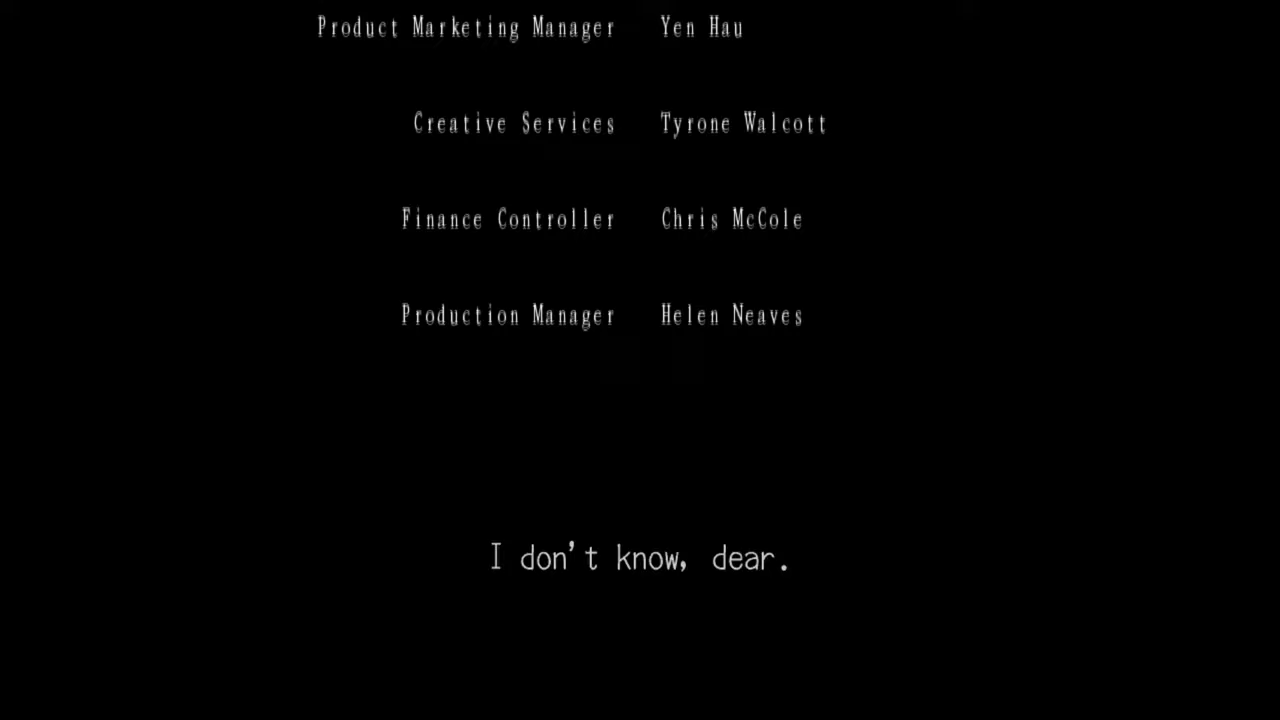 Product Marketing Manager Yen Hau
Creative Services Tyrone Walcott
Finance Controller Chris McCole
Production Manager Helen Neaves
I don't know, dear.